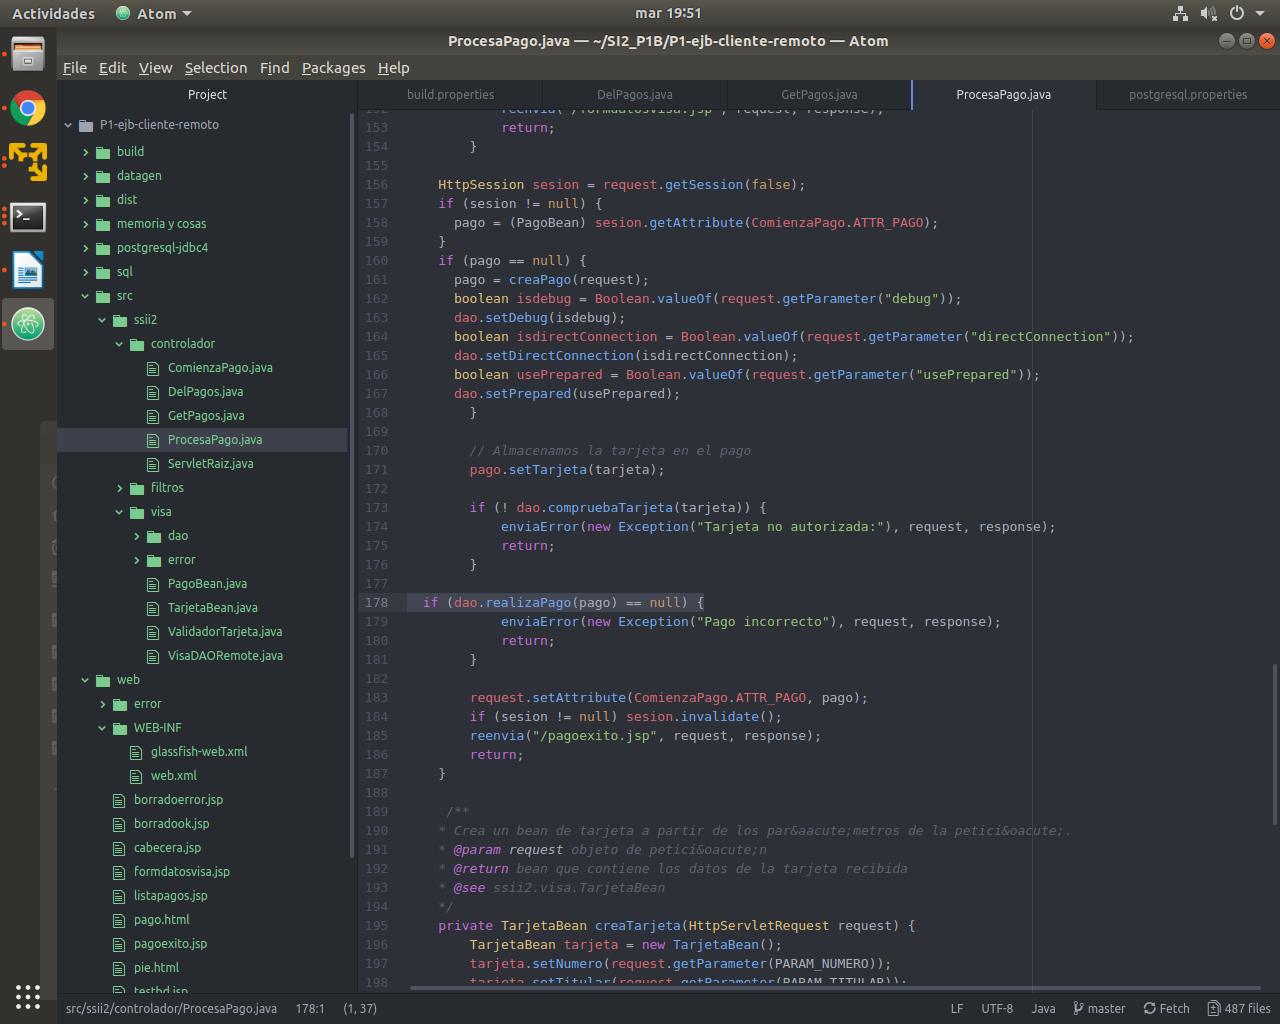 Actividades
Atom
mar 19:51
ProcesaPago.java — ~/SI2_P1B/P1-ejb-cliente-remoto — Atom
File Edit View Selection Find Packages Help
Project
build.properties
DelPagos.java
GetPagos.java
ProcesaPago.java
postgresql.properties
P1-ejb-cliente-remoto
build
datagen
dist
memoria y cosas
postgresql-jdbc4
sql
src
ssii2
controlador
ComienzaPago.java
DelPagos.java
GetPagos.java
ProcesaPago.java
ServletRaiz.java
filtros
visa
dao
error
PagoBean.java
TarjetaBean.java
ValidadorTarjeta.java
VisaDAORemote.java
web
error
WEB-INF
glassfish-web.xml
web.xml
borradoerror.jsp
borradook.jsp
cabecera.jsp
formdatosvisa.jsp
listapagos.jsp
pago.html
pagoexito.jsp
pie.html
testbd.jsp
152 reenvia("/formdatosvisa.jsp", request, response);
153 return;
154 }
155
156 HttpSession sesion = request.getSession(false);
157 if (sesion != null) {
158 pago = (PagoBean) sesion.getAttribute(ComienzaPago.ATTR_PAGO);
159 }
160 if (pago == null) {
161 pago = creaPago(request);
162 boolean isdebug = Boolean.valueOf(request.getParameter("debug"));
163 dao.setDebug(isdebug);
164 boolean isdirectConnection = Boolean.valueOf(request.getParameter("directConnection"));
165 dao.setDirectConnection(isdirectConnection);
166 boolean usePrepared = Boolean.valueOf(request.getParameter("usePrepared"));
167 dao.setPrepared(usePrepared);
168 }
169
170 // Almacenamos la tarjeta en el pago
171 pago.setTarjeta(tarjeta);
172
173 if (! dao.compruebaTarjeta(tarjeta)) {
174 enviaError(new Exception("Tarjeta no autorizada:"), request, response);
175 return;
176 }
177
178 if (dao.realizaPago(pago) == null) {
179 enviaError(new Exception("Pago incorrecto"), request, response);
180 return;
181 }
182
183 request.setAttribute(ComienzaPago.ATTR_PAGO, pago);
184 if (sesion != null) sesion.invalidate();
185 reenvia("/pagoexito.jsp", request, response);
186 return;
187 }
188
189 /**
190 * Crea un bean de tarjeta a partir de los par&aacute;metros de la petici&oacute;.
191 * @param request objeto de petici&oacute;n
192 * @return bean que contiene los datos de la tarjeta recibida
193 * @see ssii2.visa.TarjetaBean
194 */
195 private TarjetaBean creaTarjeta(HttpServletRequest request) {
196 TarjetaBean tarjeta = new TarjetaBean();
197 tarjeta.setNumero(request.getParameter(PARAM_NUMERO));
198 tarjeta.setTitular(request.getParameter(PARAM_TITULAR));
src/ssii2/controlador/ProcesaPago.java 178:1 (1, 37)
LF UTF-8 Java master Fetch 487 files